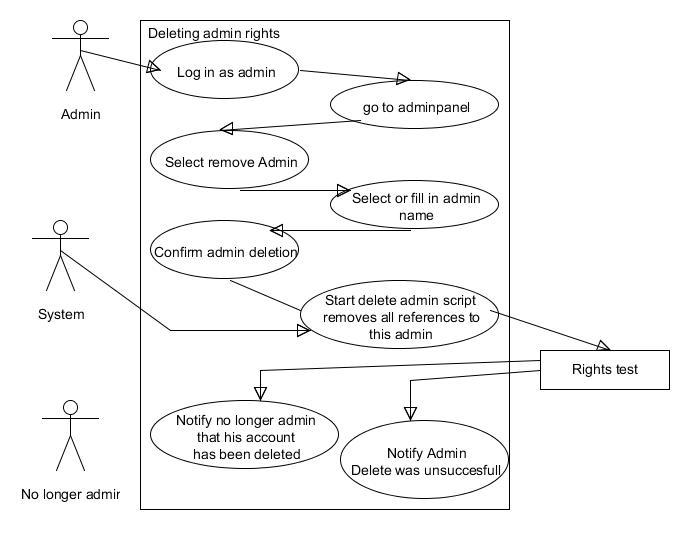 Deleting admin rights
Log in as admin
Admin
go to adminpanel
Select remove Admin
Select or fill in admin
name
Confirm admin deletion
System
Start delete admin script
removes all references to
this admin
Rights test
Notify no longer admin
that his account
has been deleted
Notify Admin
Delete was unsuccesfull
No longer admir